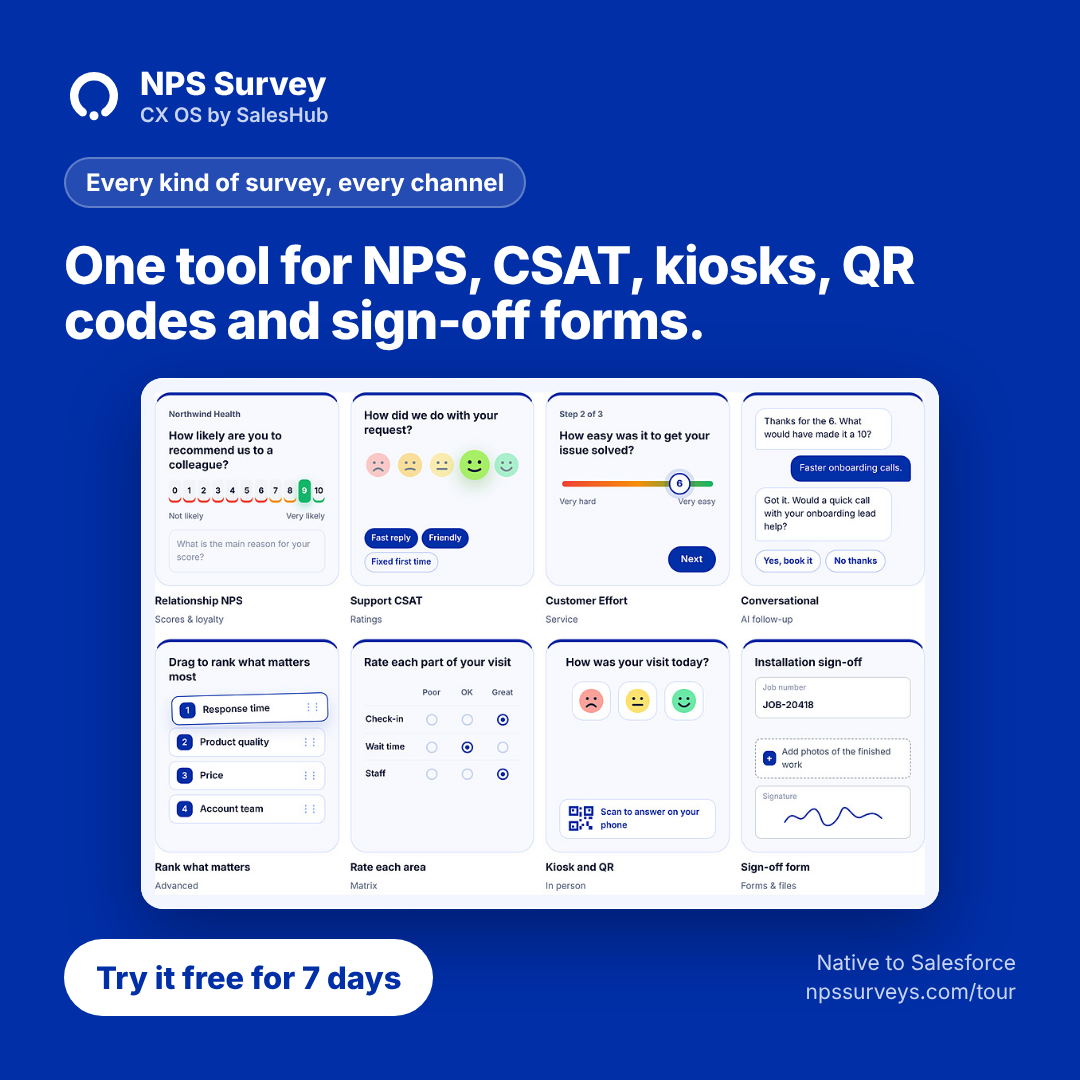 NPS Survey
CX OS by SalesHub
Every kind of survey, every channel
One tool for NPS, CSAT, kiosks, QR
codes and sign-off forms.
Northwind Health
How likely are you to
recommend us to a
colleague?
0 1 2 3 4 5 6 7 8 9 10
Not likely Very likely
What is the main reason for your
score?
Relationship NPS
Scores & loyalty
How did we do with your
request?
Fast reply Friendly
Fixed first time
Support CSAT
Ratings
Step 2 of 3
How easy was it to get your
issue solved?
6
Very hard Very easy
Next
Customer Effort
Service
Thanks for the 6. What
would have made it a 10?
Faster onboarding calls.
Got it. Would a quick call
with your onboarding lead
help?
Yes, book it No thanks
Conversational
AI follow-up
Drag to rank what matters
most
1 Response time
2 Product quality
3 Price
4 Account team
Rank what matters
Advanced
Rate each part of your visit
Poor OK Great
Check-in
Wait time
Staff
Rate each area
Matrix
How was your visit today?
Scan to answer on your
phone
Kiosk and QR
In person
Installation sign-off
Job number
JOB-20418
+ Add photos of the finished
work
Signature
Sign-off form
Forms & files
Try it free for 7 days
Native to Salesforce
npssurveys.com/tour